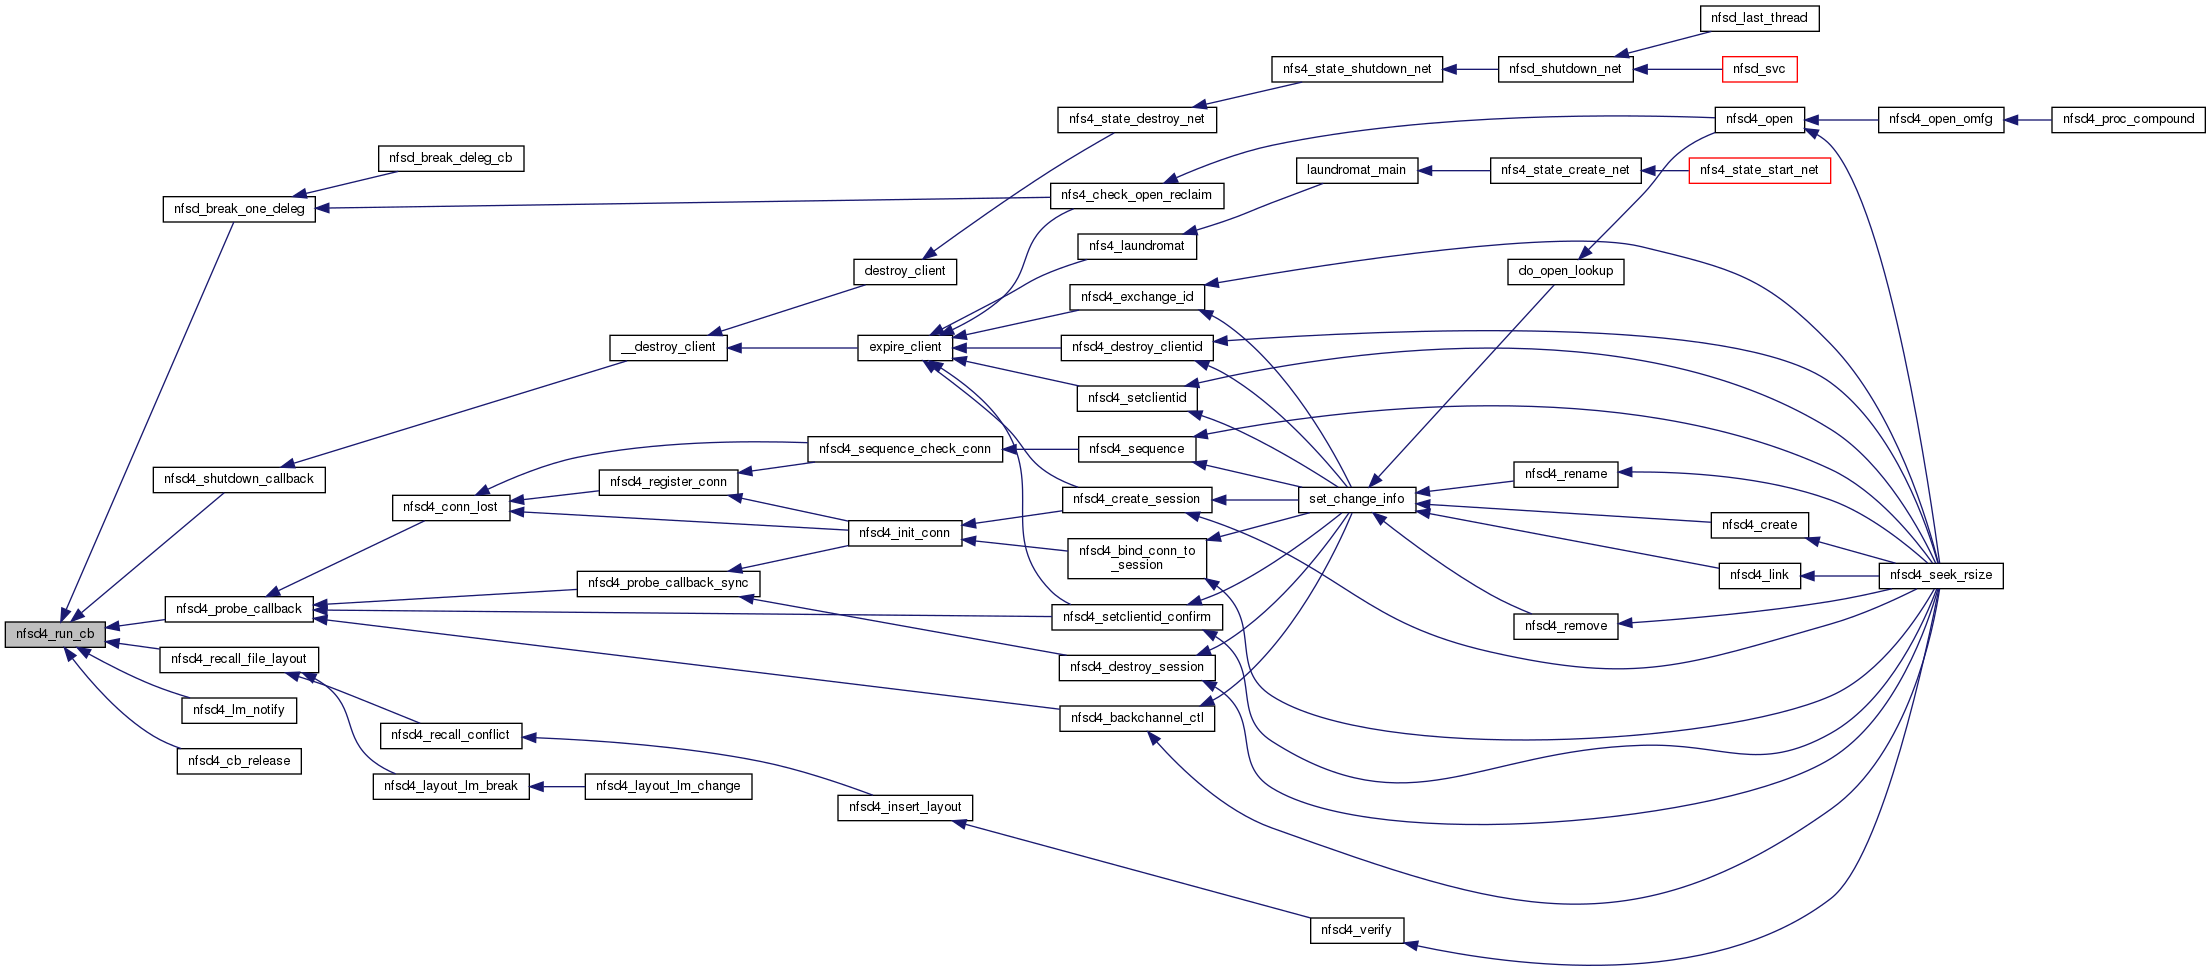 nfsd_last_thread
nfs4_state_shutdown_net
nfsd_shutdown_net
nfsd_svc
nfs4_state_destroy_net
nfsd4_open
nfsd4_open_omfg
nfsd4_proc_compound
nfsd_break_deleg_cb
laundromat_main
nfs4_state_create_net
nfs4_state_start_net
nfsd_break_one_deleg
nfs4_check_open_reclaim
nfs4_laundromat
destroy_client
do_open_lookup
nfsd4_exchange_id
__destroy_client
expire_client
nfsd4_destroy_clientid
nfsd4_setclientid
nfsd4_sequence_check_conn
nfsd4_sequence
nfsd4_shutdown_callback
nfsd4_register_conn
nfsd4_rename
nfsd4_conn_lost
nfsd4_create_session
set_change_info
nfsd4_create
nfsd4_init_conn
nfsd4_bind_conn_to
_session
nfsd4_probe_callback_sync
nfsd4_link
nfsd4_seek_rsize
nfsd4_probe_callback
nfsd4_setclientid_confirm
nfsd4_remove
nfsd4_run_cb
nfsd4_recall_file_layout
nfsd4_destroy_session
nfsd4_lm_notify
nfsd4_backchannel_ctl
nfsd4_recall_conflict
nfsd4_cb_release
nfsd4_layout_lm_break
nfsd4_layout_lm_change
nfsd4_insert_layout
nfsd4_verify